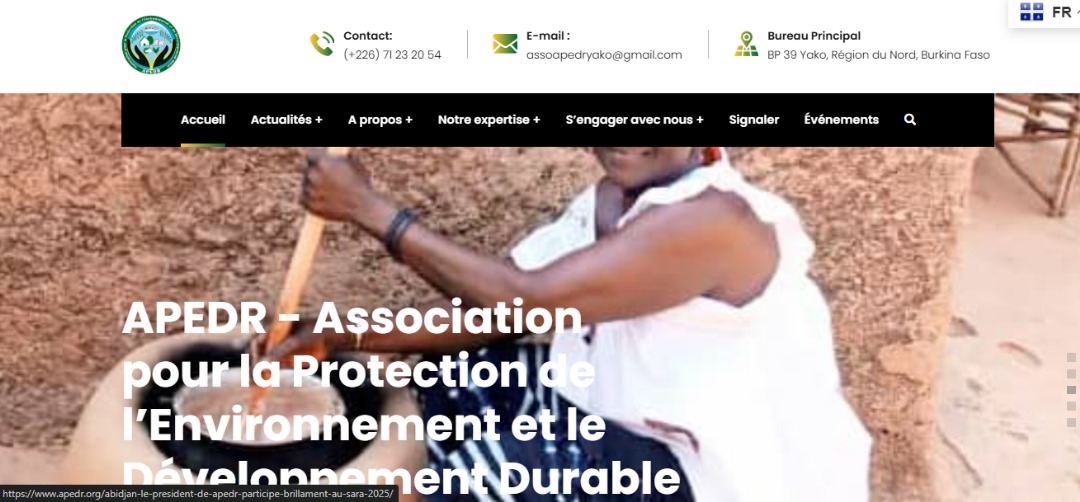 FR
Contact:
(+226) 71 23 20 54
E-mail :
assoapedryako@gmail.com
Bureau Principal
BP 39 Yako, Région du Nord, Burkina Faso
APEDR
Accueil Actualités + A propos + Notre expertise + S'engager avec nous + Signaler Événements
APEDR – Association
pour la Protection de
l'Environnement et le
Développement Durable
https://www.apedr.org/abidjan-le-president-de-apedr-participe-brillament-au-sara-2025/